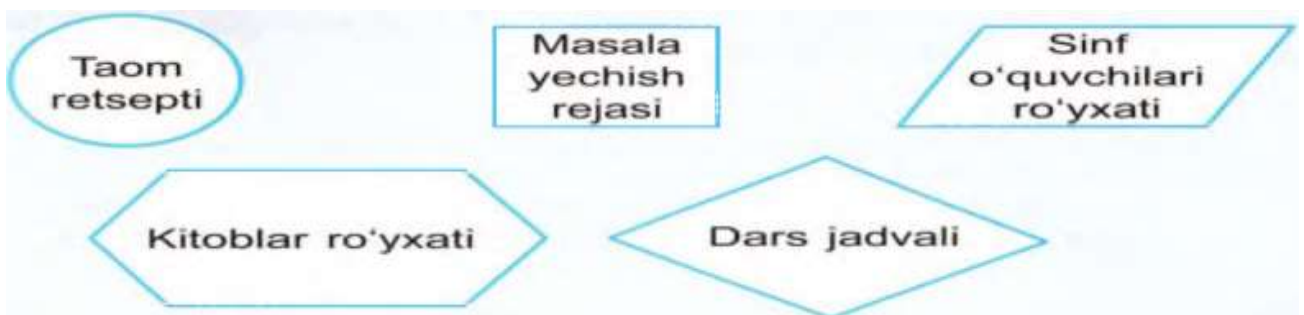 Taom
retsepti
Masala
yechish
rejasi
Sinf
o‘quvchilari
ro‘yxati
Kitoblar ro‘yxati
Dars jadvali